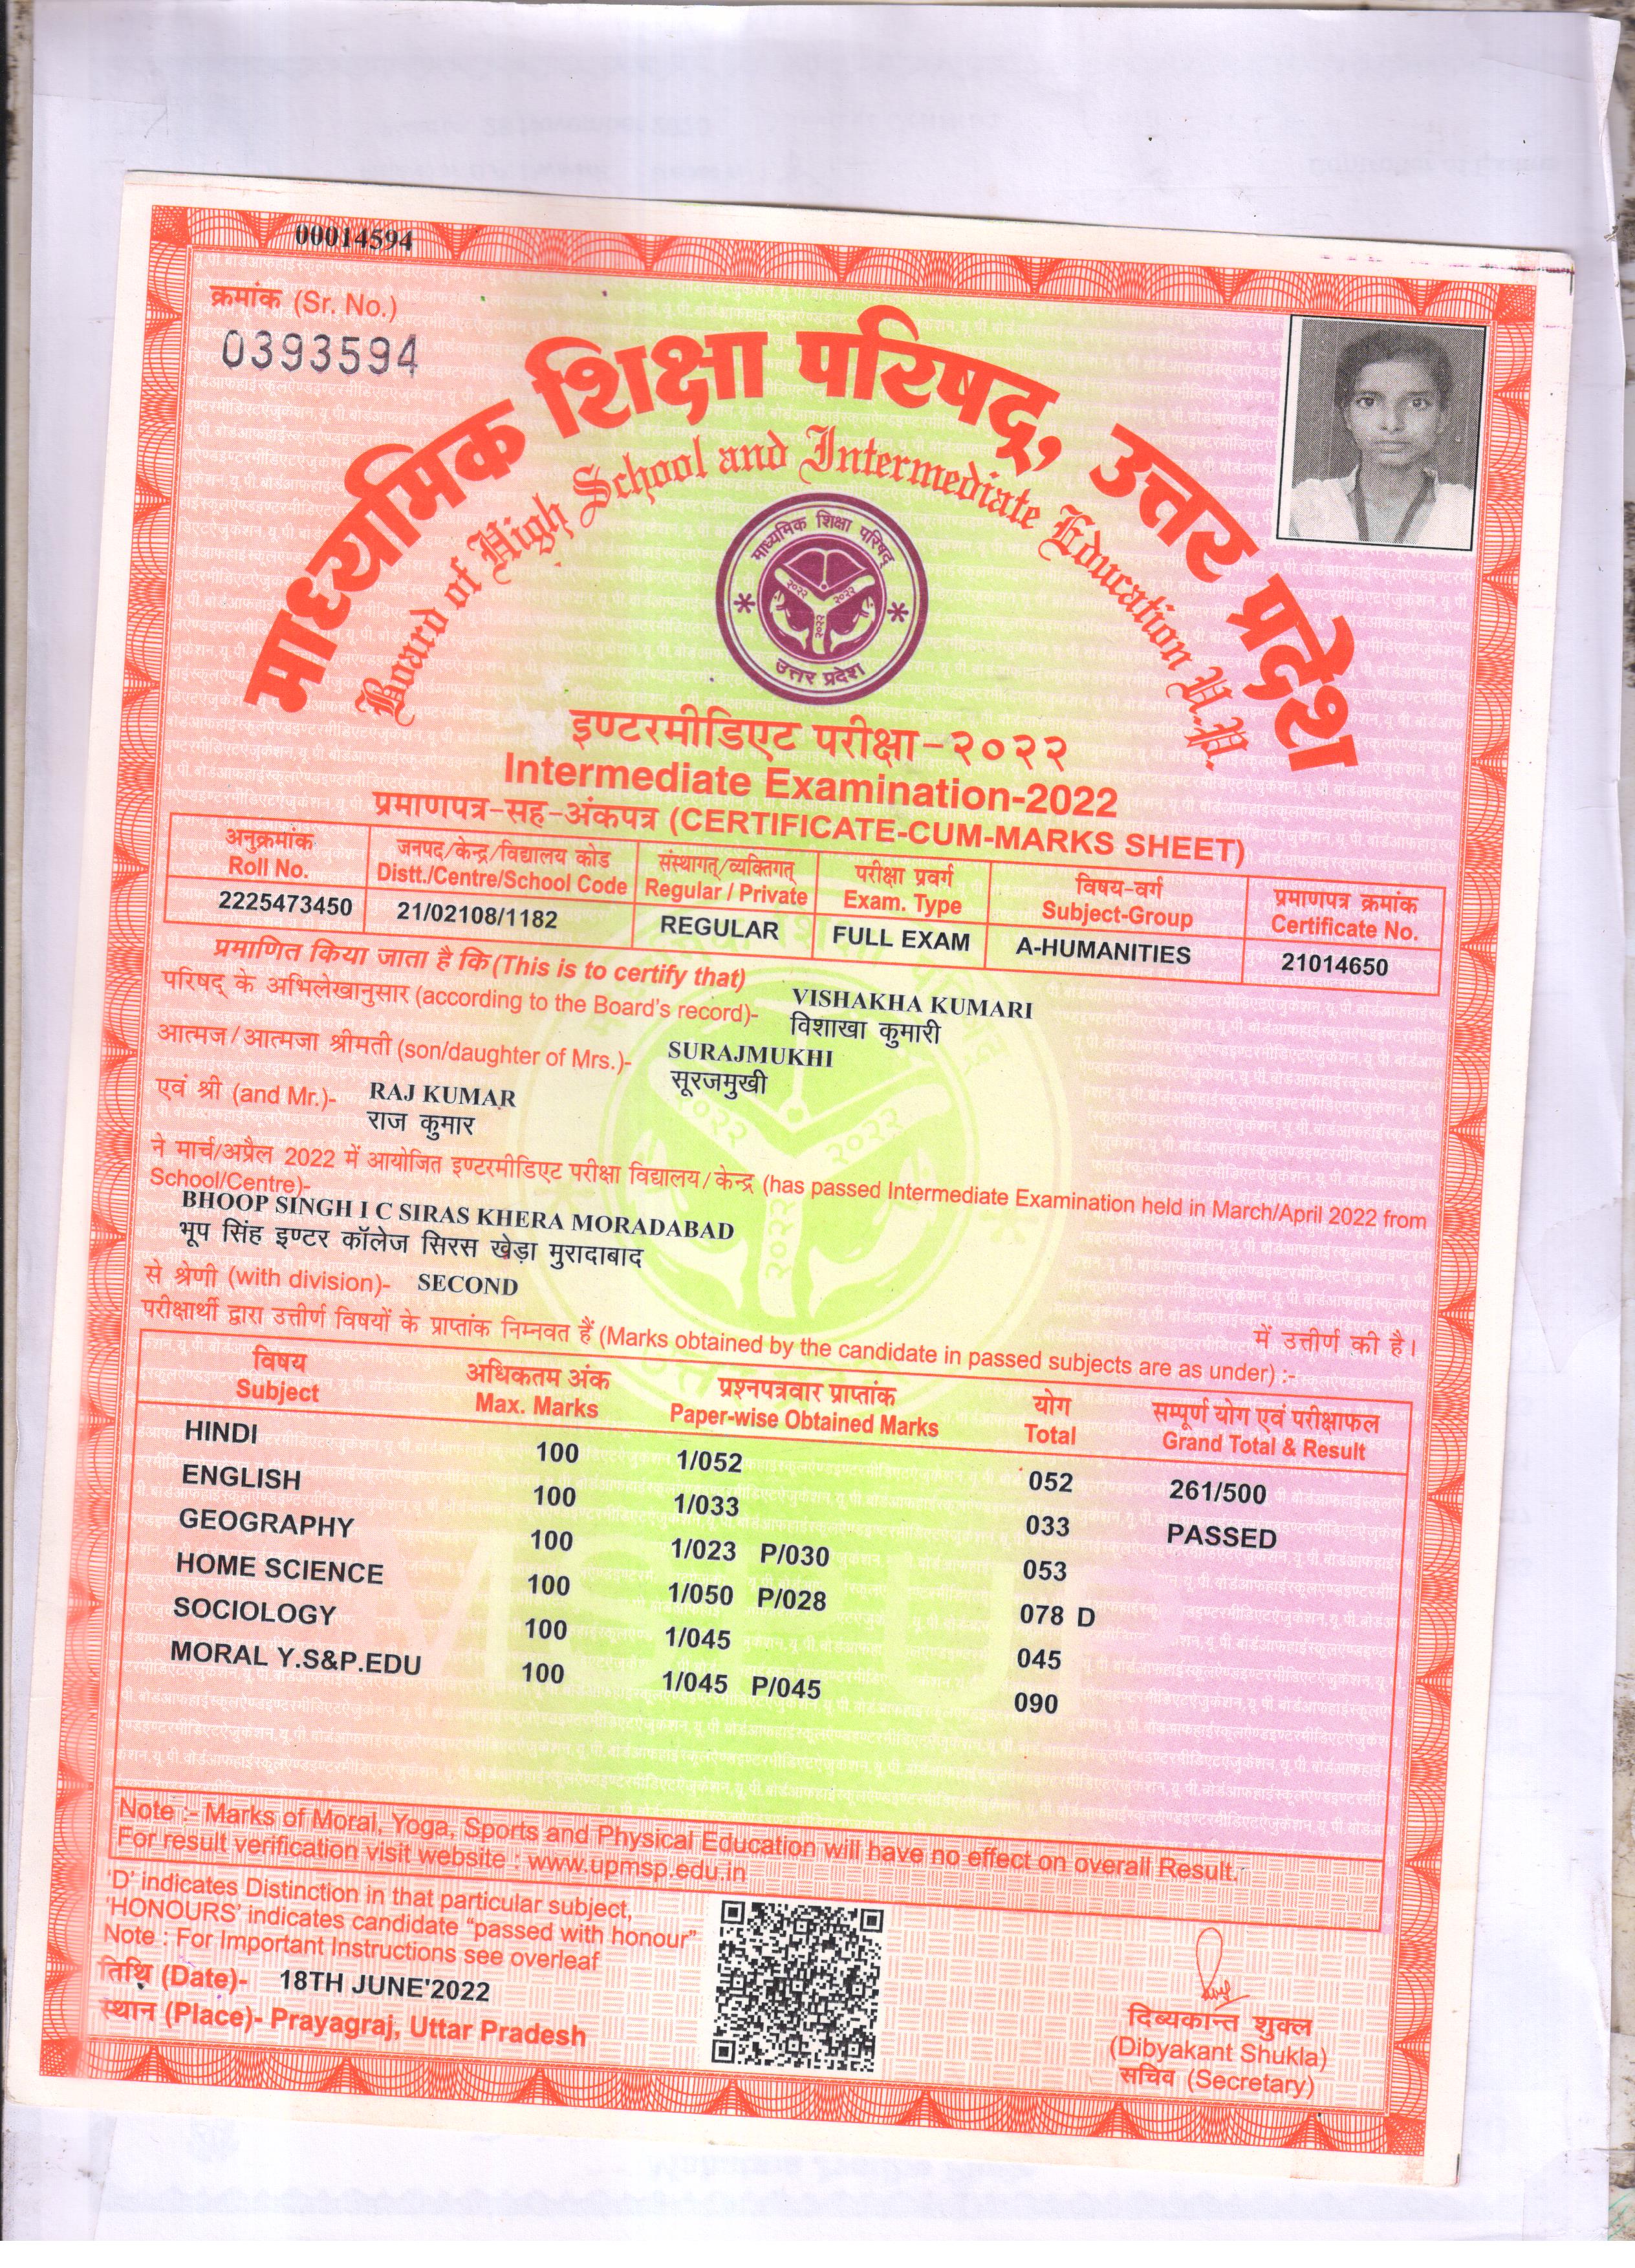 00014594
क्रमांक (Sr. No.)
0393594
माध्यमिक शिक्षा परिषद्, उत्तर प्रदेश
Board of High School and Intermediate Education U.P.
माध्यमिक शिक्षा परिषद्
२०२२ २०२२
२०२२
उत्तर प्रदेश
इण्टरमीडिएट परीक्षा-२०२२
Intermediate Examination-2022
प्रमाणपत्र-सह-अंकपत्र (CERTIFICATE-CUM-MARKS SHEET)
अनुक्रमांक जनपद/केन्द्र/विद्यालय कोड संस्थागत्/व्यक्तिगत् परीक्षा प्रवर्ग विषय-वर्ग प्रमाणपत्र क्रमांक
Roll No. Distt./Centre/School Code Regular / Private Exam. Type Subject-Group Certificate No.
2225473450 21/02108/1182 REGULAR FULL EXAM A-HUMANITIES 21014650
प्रमाणित किया जाता है कि (This is to certify that)
परिषद् के अभिलेखानुसार (according to the Board's record)- VISHAKHA KUMARI
विशाखा कुमारी
आत्मज/आत्मजा श्रीमती (son/daughter of Mrs.)- SURAJMUKHI
सूरजमुखी
एवं श्री (and Mr.)- RAJ KUMAR
राज कुमार
ने मार्च/अप्रैल 2022 में आयोजित इण्टरमीडिएट परीक्षा विद्यालय/केन्द्र (has passed Intermediate Examination held in March/April 2022 from
School/Centre)-
BHOOP SINGH I C SIRAS KHERA MORADABAD
भूप सिंह इण्टर कॉलेज सिरस खेड़ा मुरादाबाद
से श्रेणी (with division)- SECOND
में उत्तीर्ण की है।
परीक्षार्थी द्वारा उत्तीर्ण विषयों के प्राप्तांक निम्नवत हैं (Marks obtained by the candidate in passed subjects are as under) :-
विषय अधिकतम अंक प्रश्नपत्रवार प्राप्तांक योग सम्पूर्ण योग एवं परीक्षाफल
Subject Max. Marks Paper-wise Obtained Marks Total Grand Total & Result
HINDI 100 1/052 052 261/500
ENGLISH 100 1/033 033 PASSED
GEOGRAPHY 100 1/023 P/030 053
HOME SCIENCE 100 1/050 P/028 078 D
SOCIOLOGY 100 1/045 045
MORAL Y.S&P.EDU 100 1/045 P/045 090
Note :- Marks of Moral, Yoga, Sports and Physical Education will have no effect on overall Result.
For result verification visit website : www.upmsp.edu.in
'D' indicates Distinction in that particular subject,
'HONOURS' indicates candidate "passed with honour"
Note : For Important Instructions see overleaf
तिथि (Date)- 18TH JUNE'2022
स्थान (Place)- Prayagraj, Uttar Pradesh
दिब्यकान्त शुक्ल
(Dibyakant Shukla)
सचिव (Secretary)